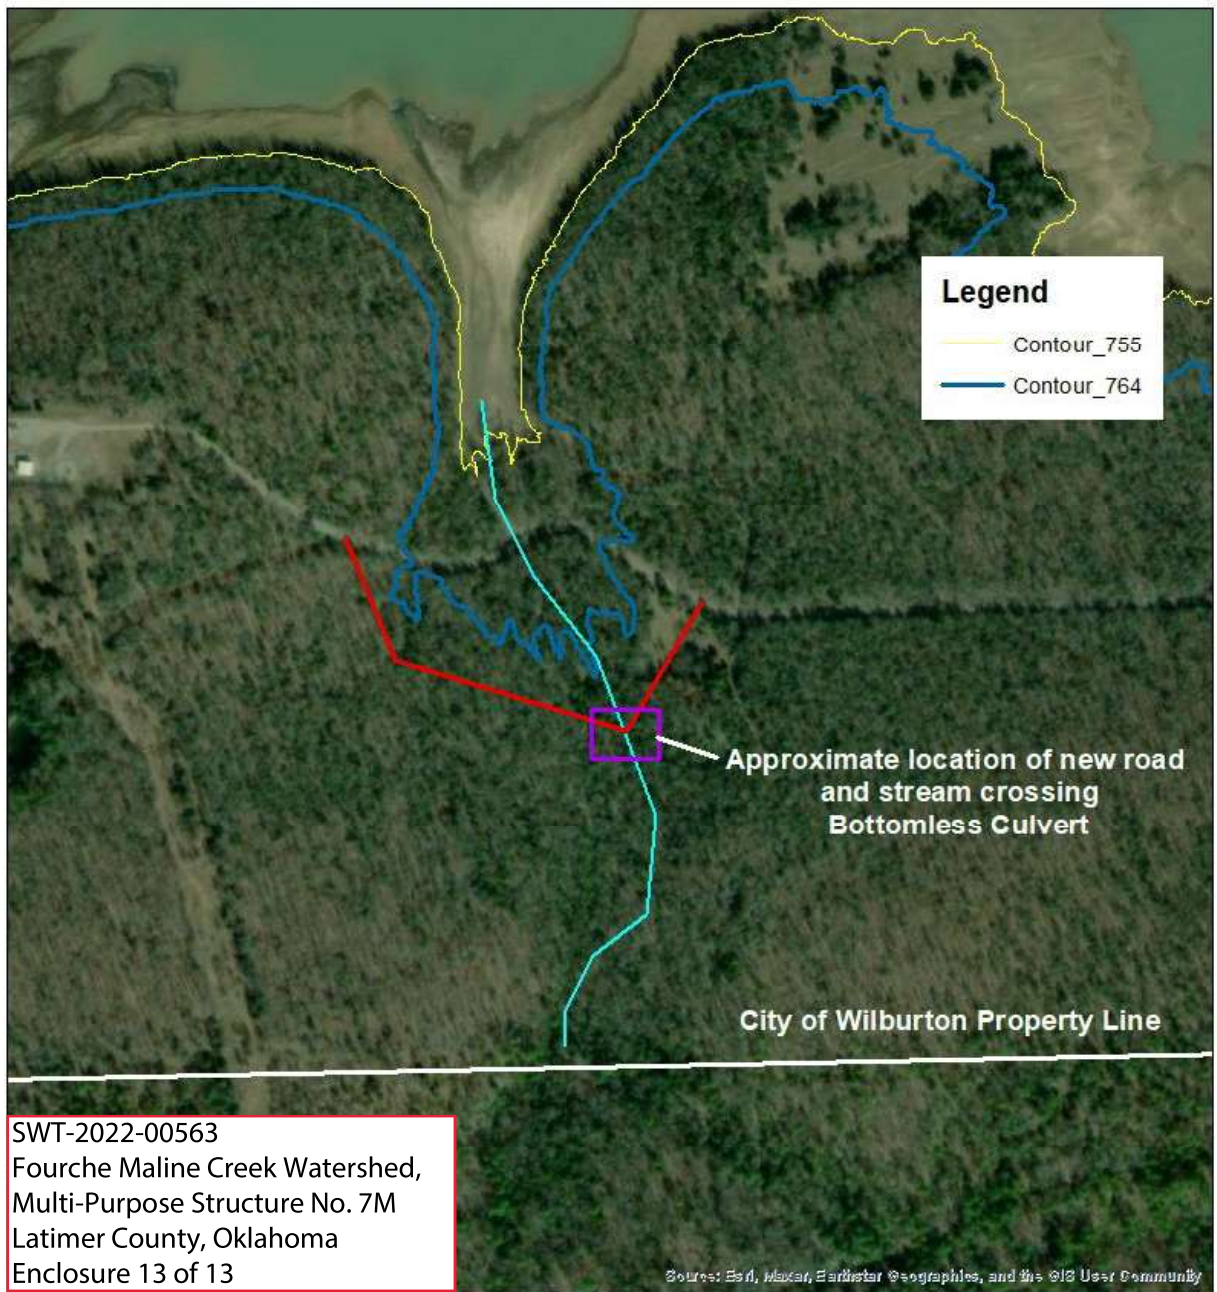 Legend
Contour_755
Contour_764
Approximate location of new road
and stream crossing
Bottomless Culvert
City of Wilburton Property Line
SWT-2022-00563
Fourche Maline Creek Watershed,
Multi-Purpose Structure No. 7M
Latimer County, Oklahoma
Enclosure 13 of 13
Source: Esri, Maxar, Earthstar Geographics, and the GIS User Community